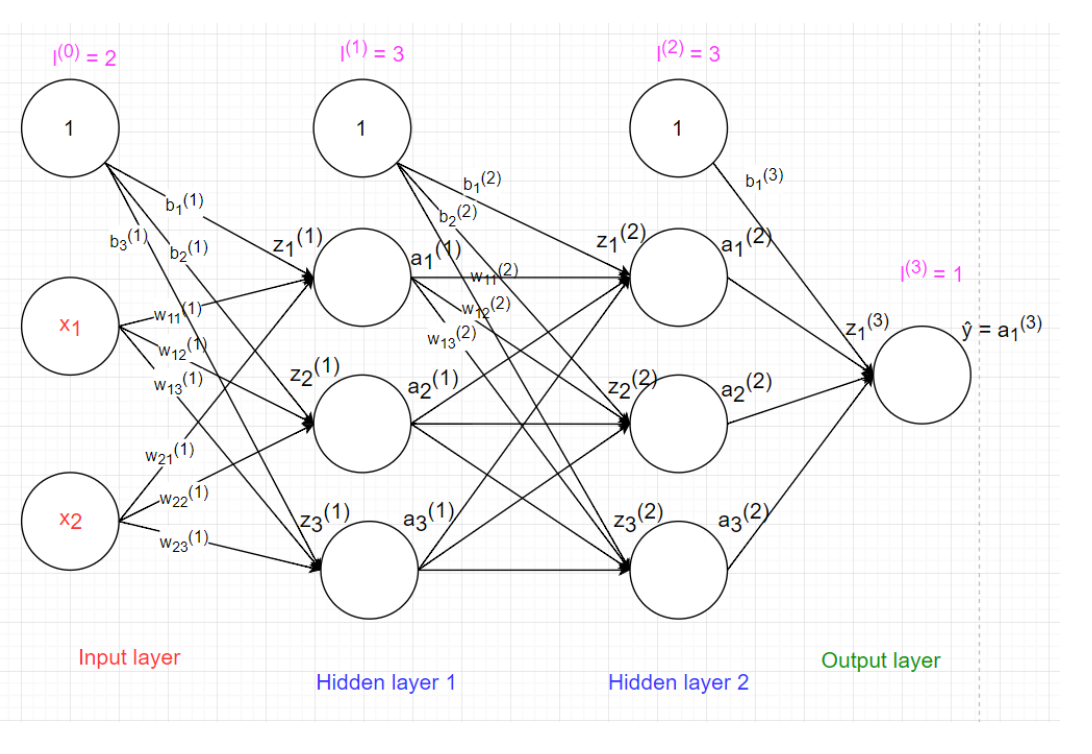 l(0) = 2
l(1) = 3
l(2) = 3
1
1
1
b1(1)
b2(1)
b3(1)
b1(2)
b2(2)
b1(3)
z1(1)
a1(1)
z1(2)
a1(2)
l(3) = 1
x1
w11(1)
w12(1)
w13(1)
w11(2)
w12(2)
w13(2)
z1(3)
ŷ = a1(3)
z2(1)
a2(1)
z2(2)
a2(2)
x2
w21(1)
w22(1)
w23(1)
z3(1)
a3(1)
z3(2)
a3(2)
Input layer
Hidden layer 1
Hidden layer 2
Output layer